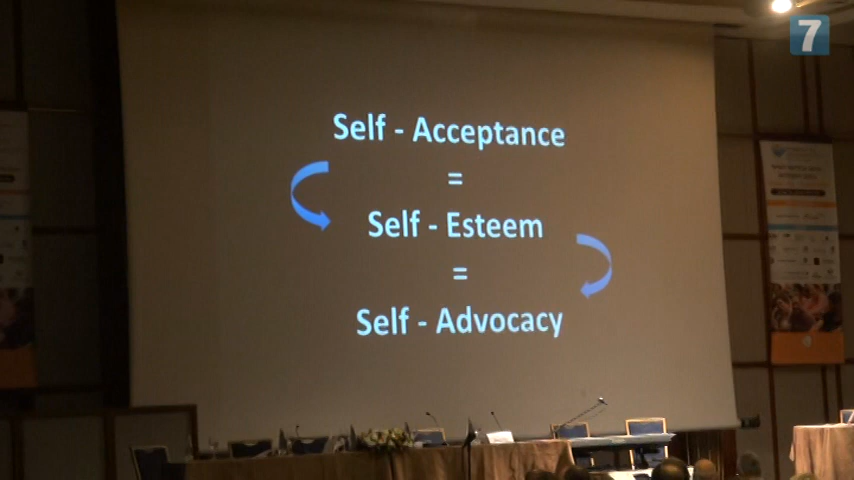 7
Self - Acceptance
=
Self - Esteem
=
Self - Advocacy